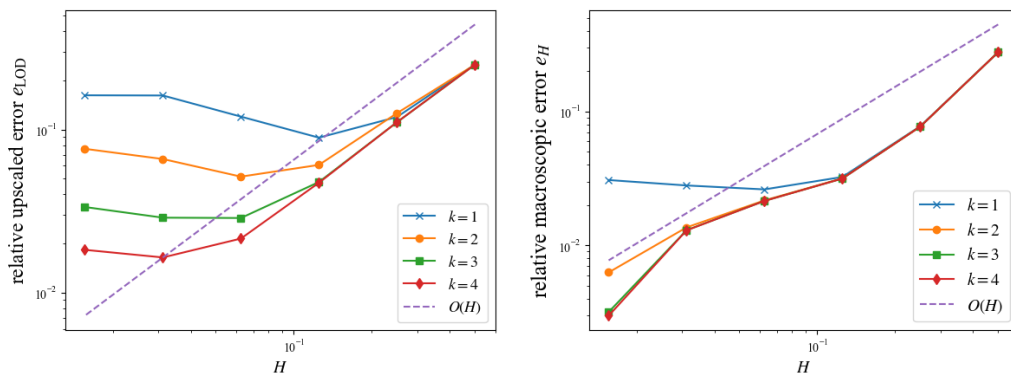 relative upscaled error e_LOD
10⁻¹
10⁻²
10⁻¹
H
k = 1
k = 2
k = 3
k = 4
O(H)
relative macroscopic error e_H
10⁻¹
10⁻²
10⁻¹
H
k = 1
k = 2
k = 3
k = 4
O(H)